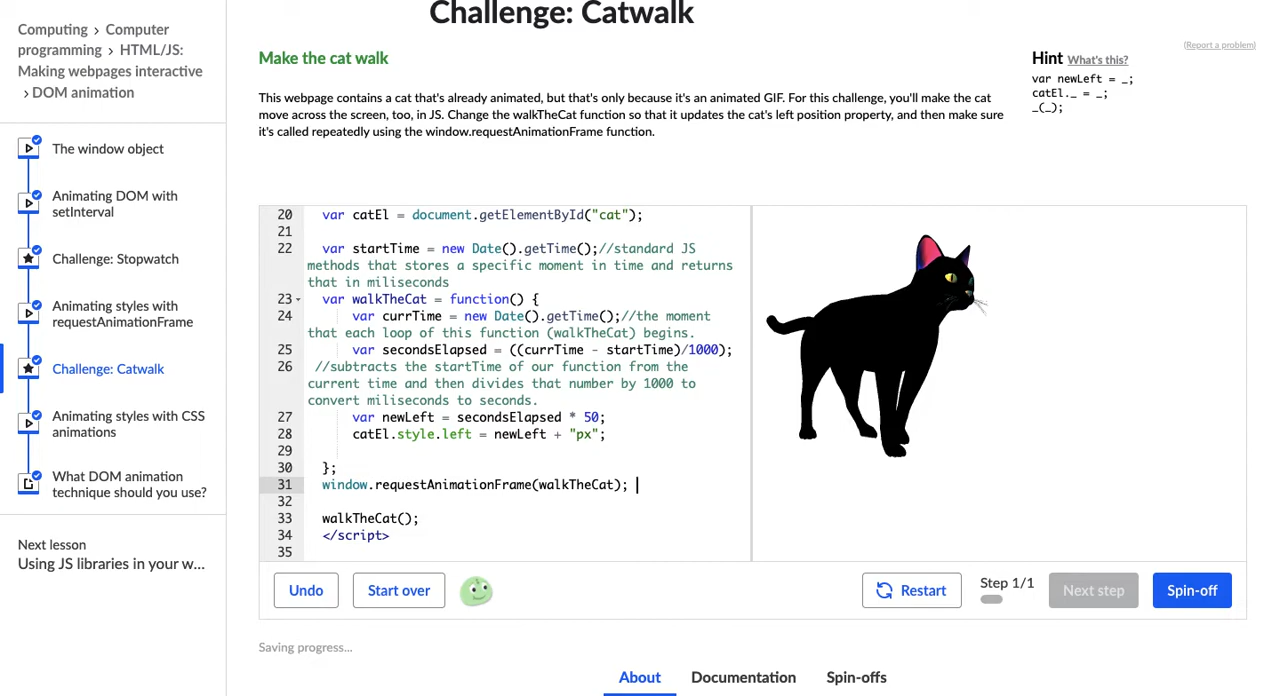 Computing › Computer
programming › HTML/JS:
Making webpages interactive
› DOM animation
The window object
Animating DOM with
setInterval
Challenge: Stopwatch
Animating styles with
requestAnimationFrame
Challenge: Catwalk
Animating styles with CSS
animations
What DOM animation
technique should you use?
Next lesson
Using JS libraries in your w...
Challenge: Catwalk
Make the cat walk
This webpage contains a cat that's already animated, but that's only because it's an animated GIF. For this challenge, you'll make the cat
move across the screen, too, in JS. Change the walkTheCat function so that it updates the cat's left position property, and then make sure
it's called repeatedly using the window.requestAnimationFrame function.
(Report a problem)
Hint What's this?
var newLeft = _;
catEl._ = _;
_(_);
20 var catEl = document.getElementById("cat");
21
22 var startTime = new Date().getTime();//standard JS
methods that stores a specific moment in time and returns
that in miliseconds
23 var walkTheCat = function() {
24 var currTime = new Date().getTime();//the moment
that each loop of this function (walkTheCat) begins.
25 var secondsElapsed = ((currTime - startTime)/1000);
26 //subtracts the startTime of our function from the
current time and then divides that number by 1000 to
convert miliseconds to seconds.
27 var newLeft = secondsElapsed * 50;
28 catEl.style.left = newLeft + "px";
29
30 };
31 window.requestAnimationFrame(walkTheCat);
32
33 walkTheCat();
34 </script>
35
Undo
Start over
Restart
Step 1/1
Next step
Spin-off
Saving progress...
About
Documentation
Spin-offs